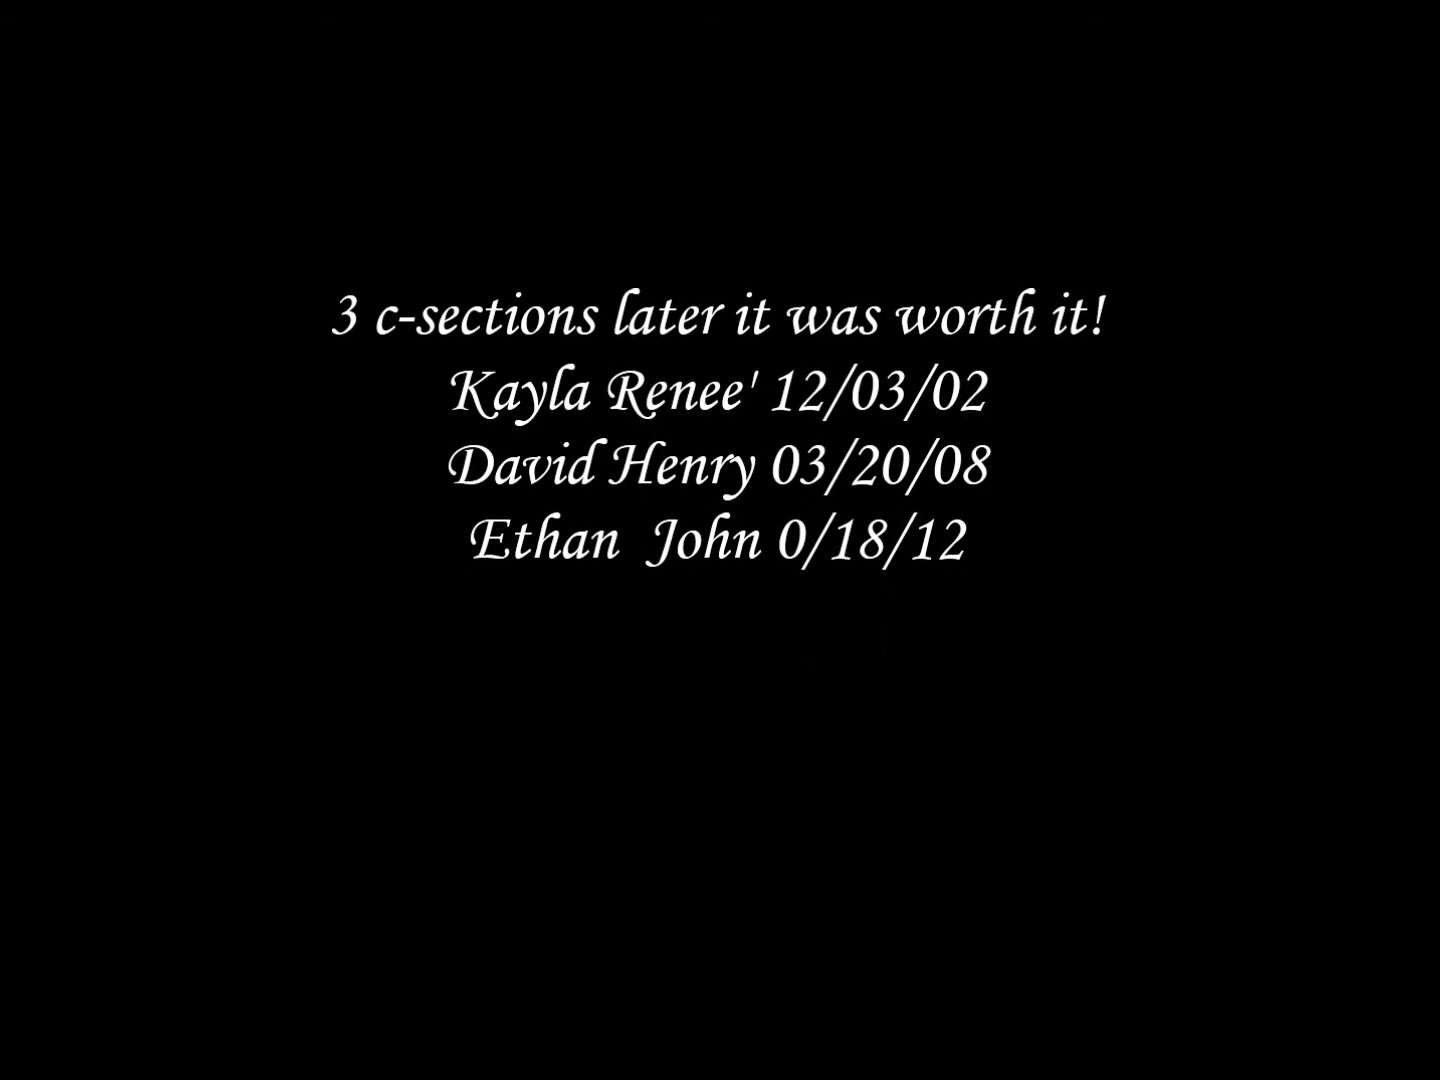 3 c-sections later it was worth it!
Kayla Renee' 12/03/02
David Henry 03/20/08
Ethan  John 0/18/12